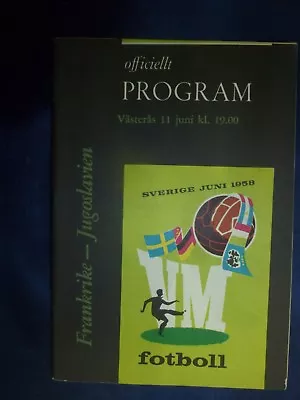 officiellt
PROGRAM
Västerås 11 juni kl. 19.00
Frankrike – Jugoslavien
SVERIGE JUNI 1958
VM
fotboll